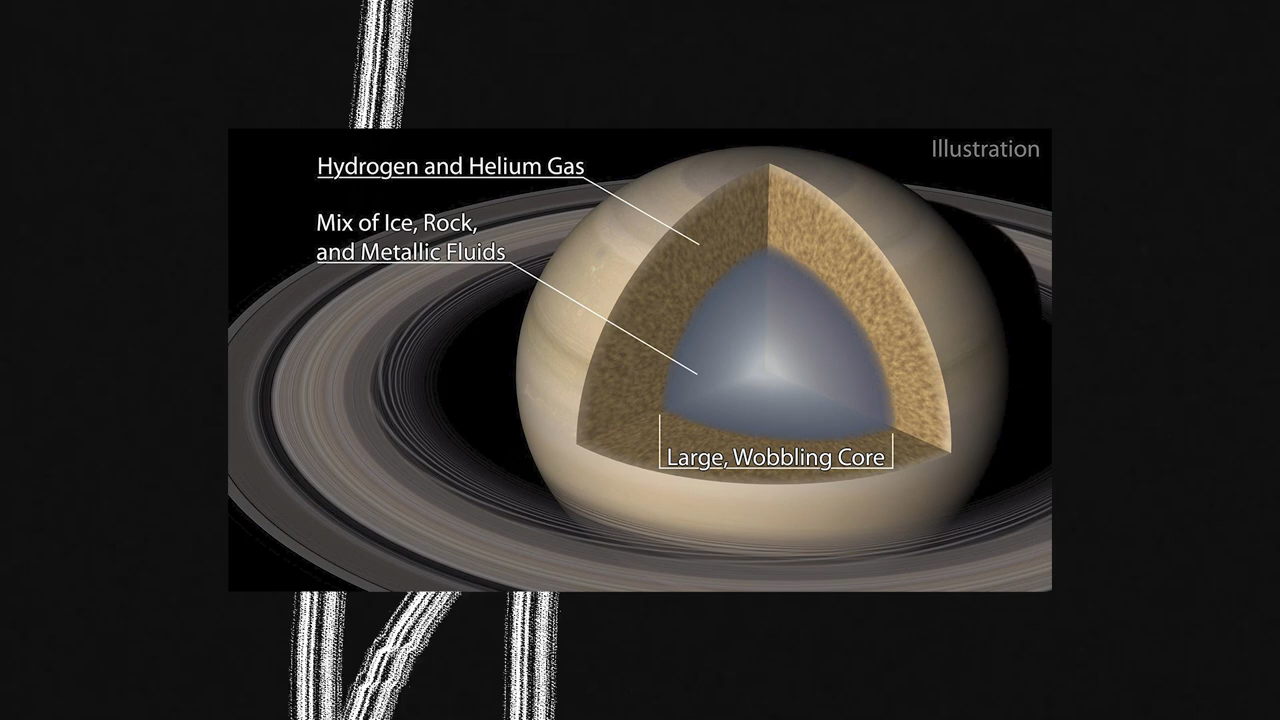 Illustration
Hydrogen and Helium Gas
Mix of Ice, Rock,
and Metallic Fluids
Large, Wobbling Core